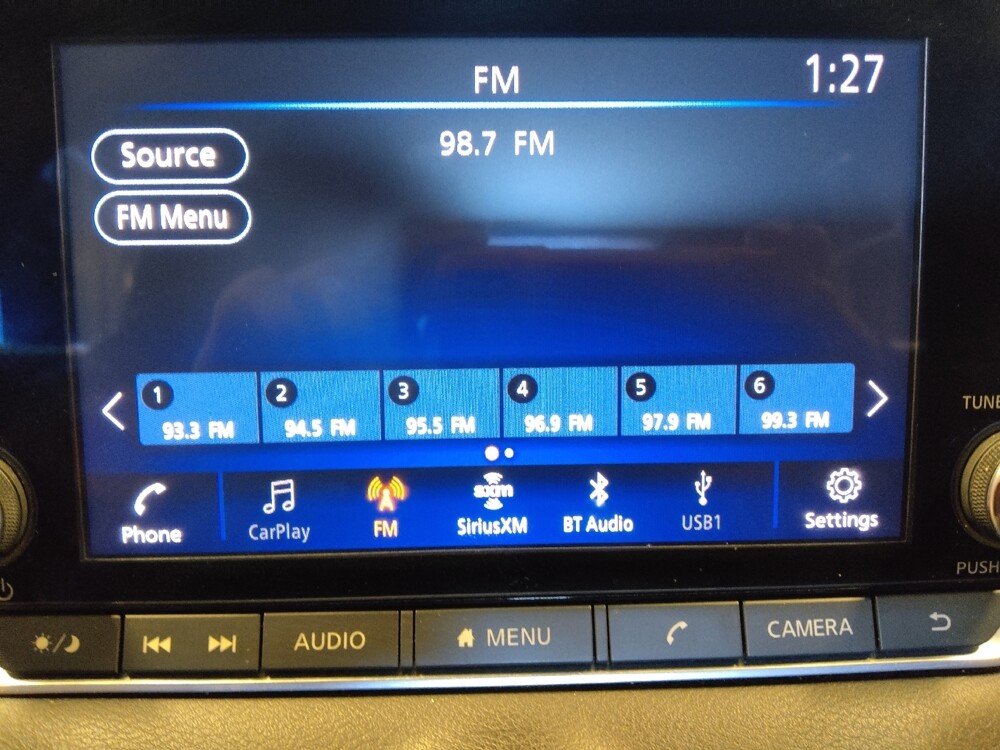 FM
1:27
98.7 FM
Source
FM Menu
1 2 3 4 5 6
93.3 FM 94.5 FM 95.5 FM 96.9 FM 97.9 FM 99.3 FM
sxm
Phone CarPlay FM SiriusXM BT Audio USB1 Settings
TUNE
PUSH
AUDIO MENU CAMERA